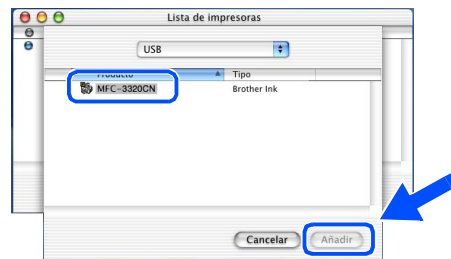 Lista de impresoras
USB
Producto Tipo
MFC-3320CN Brother Ink
Cancelar Añadir